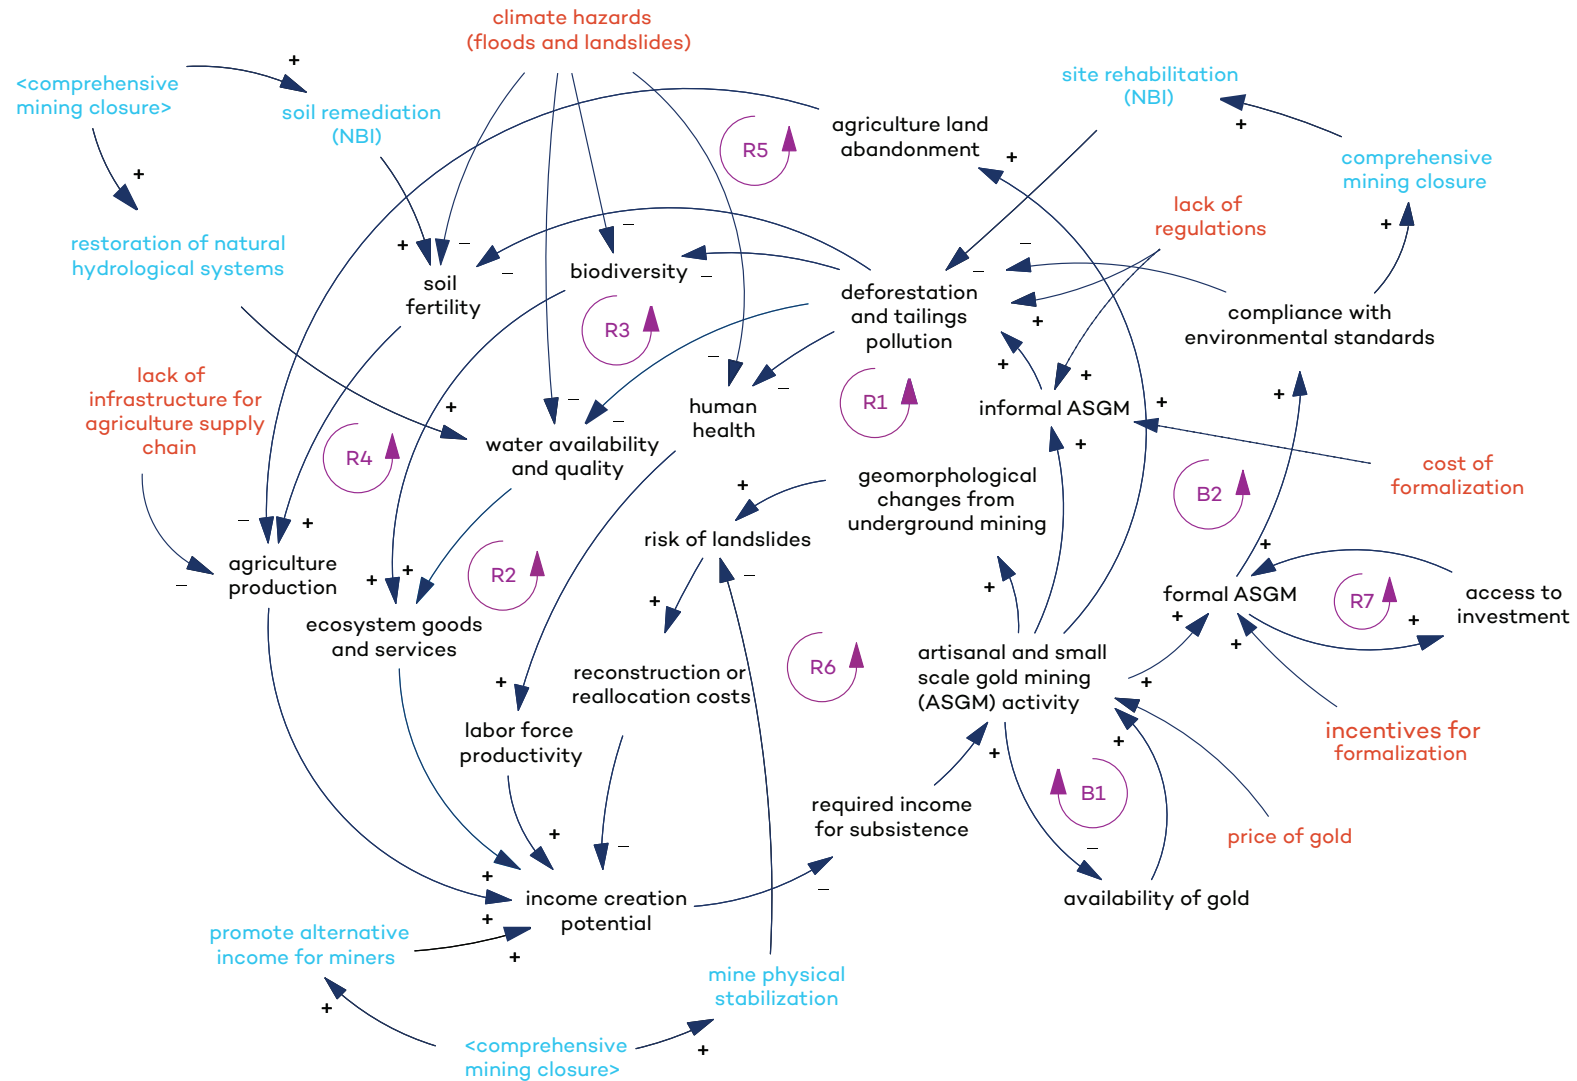 climate hazards
(floods and landslides)
<comprehensive
mining closure>
+
soil remediation
(NBI)
site rehabilitation
(NBI)
+
agriculture land
abandonment
+
R5
comprehensive
mining closure
+
restoration of natural
hydrological systems
lack of
regulations
+
+
–
soil
fertility
–
–
biodiversity
–
deforestation
and tailings
pollution
–
–
+
+
compliance with
environmental standards
+
R3
R1
lack of
infrastructure for
agriculture supply
chain
–
–
human
health
informal ASGM
+
+
+
+
–
–
water availability
and quality
R4
cost of
formalization
geomorphological
changes from
underground mining
+
B2
–
+
risk of landslides
–
agriculture
production
–
+
+
ecosystem goods
and services
R2
+
+
formal ASGM
+
+
+
access to
investment
R7
+
reconstruction or
reallocation costs
R6
artisanal and small
scale gold mining
(ASGM) activity
+
+
labor force
productivity
incentives for
formalization
+
+
B1
required income
for subsistence
price of gold
+
–
–
availability of gold
+
+
income creation
potential
–
promote alternative
income for miners
+
mine physical
stabilization
+
<comprehensive
mining closure>
+